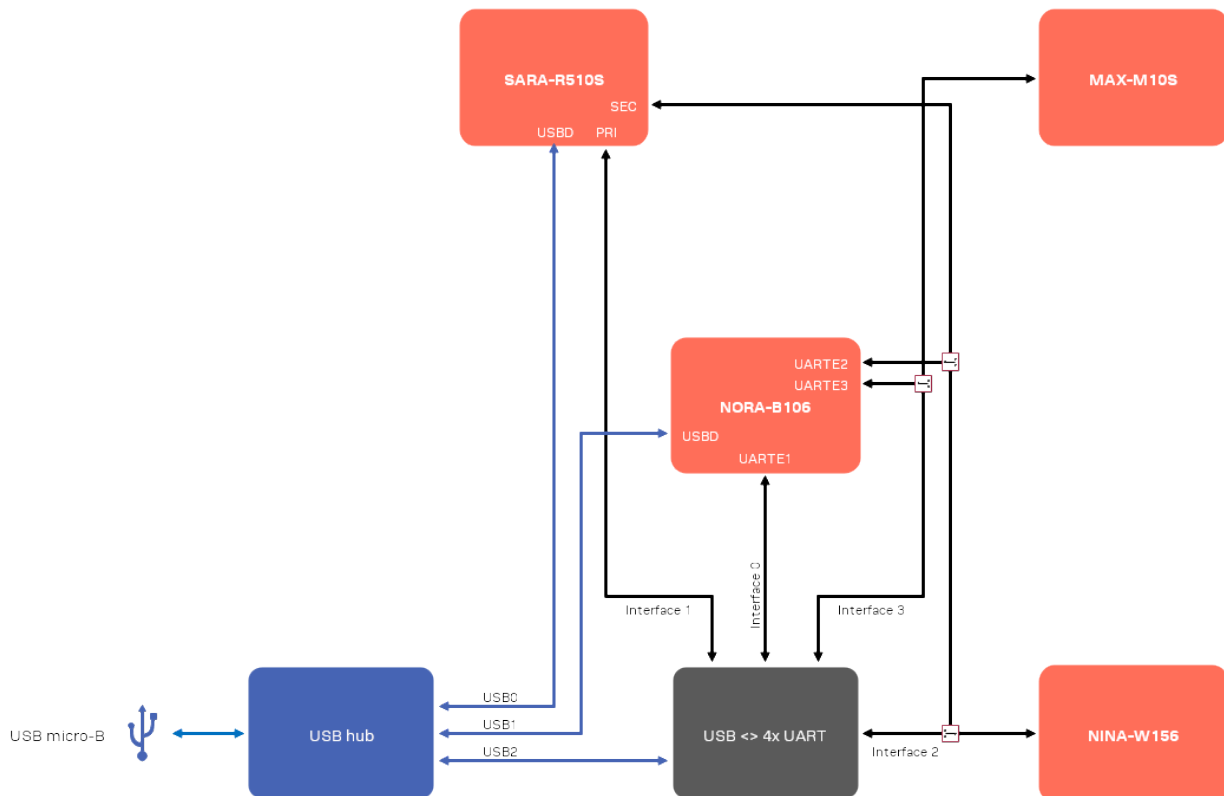 SARA-R510S
SEC
USBD PRI
MAX-M10S
UARTE2
UARTE3
NORA-B106
USBD
UARTE1
Interface 0
Interface 1
Interface 3
USB0
USB1
USB2
USB micro-B
USB hub
USB <> 4x UART
Interface 2
NINA-W156